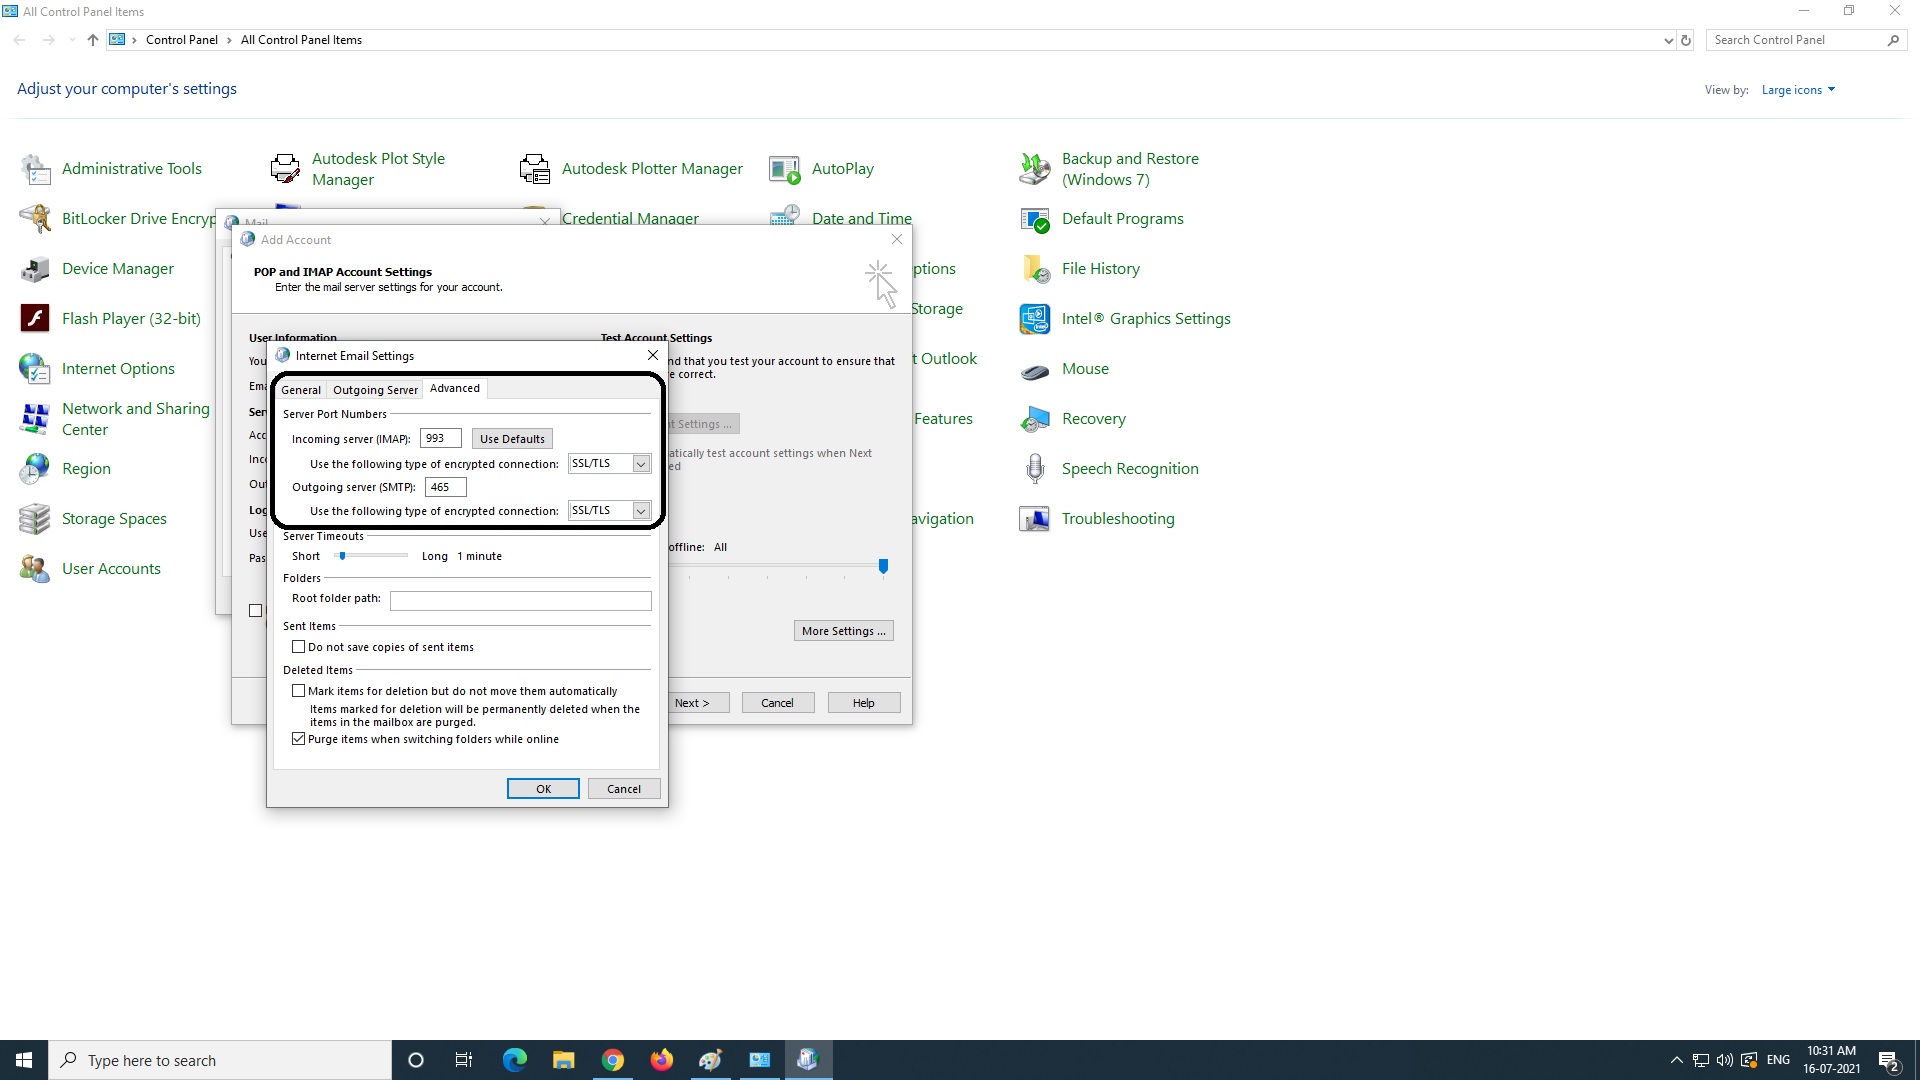 All Control Panel Items
Control Panel > All Control Panel Items
Search Control Panel
Adjust your computer's settings
View by: Large icons
Administrative Tools
Autodesk Plot Style
Manager
Autodesk Plotter Manager
AutoPlay
Backup and Restore
(Windows 7)
BitLocker Drive Encryp
Credential Manager
Date and Time
Default Programs
Device Manager
ptions
File History
Flash Player (32-bit)
Storage
Intel® Graphics Settings
Internet Options
t Outlook
Mouse
Network and Sharing
Center
Features
Recovery
Region
Speech Recognition
Storage Spaces
avigation
Troubleshooting
User Accounts
Mail
Add Account
POP and IMAP Account Settings
Enter the mail server settings for your account.
User Information
Test Account Settings
You
nd that you test your account to ensure that
e correct.
Ema
Ser
t Settings ...
Acc
Inc
atically test account settings when Next
ed
Out
Log
Use
Pas
offline: All
More Settings ...
Next >
Cancel
Help
Internet Email Settings
General
Outgoing Server
Advanced
Server Port Numbers
Incoming server (IMAP): 993 Use Defaults
Use the following type of encrypted connection: SSL/TLS
Outgoing server (SMTP): 465
Use the following type of encrypted connection: SSL/TLS
Server Timeouts
Short Long 1 minute
Folders
Root folder path:
Sent Items
Do not save copies of sent items
Deleted Items
Mark items for deletion but do not move them automatically
Items marked for deletion will be permanently deleted when the
items in the mailbox are purged.
Purge items when switching folders while online
OK
Cancel
Type here to search
ENG
10:31 AM
16-07-2021
2